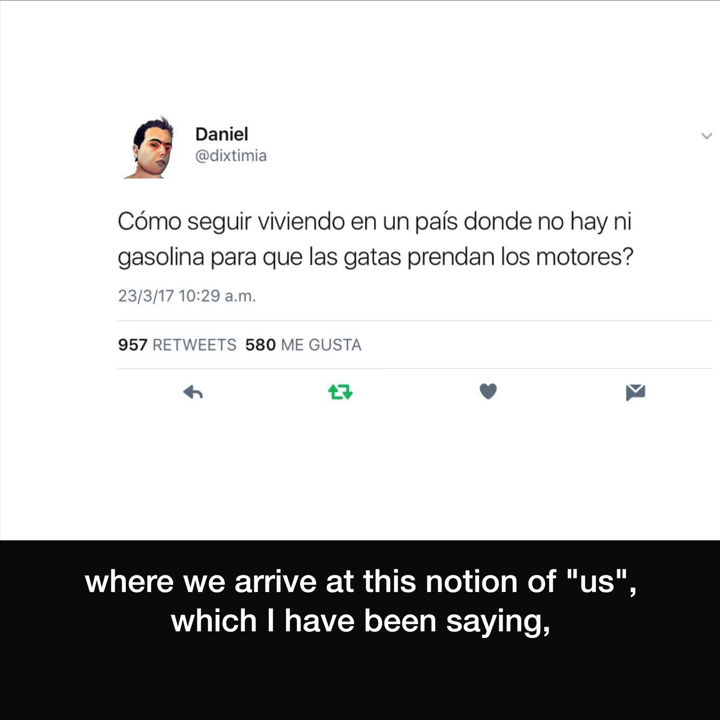 Daniel
@dixtimia
Cómo seguir viviendo en un país donde no hay ni
gasolina para que las gatas prendan los motores?
23/3/17 10:29 a.m.
957 RETWEETS 580 ME GUSTA
where we arrive at this notion of "us",
which I have been saying,